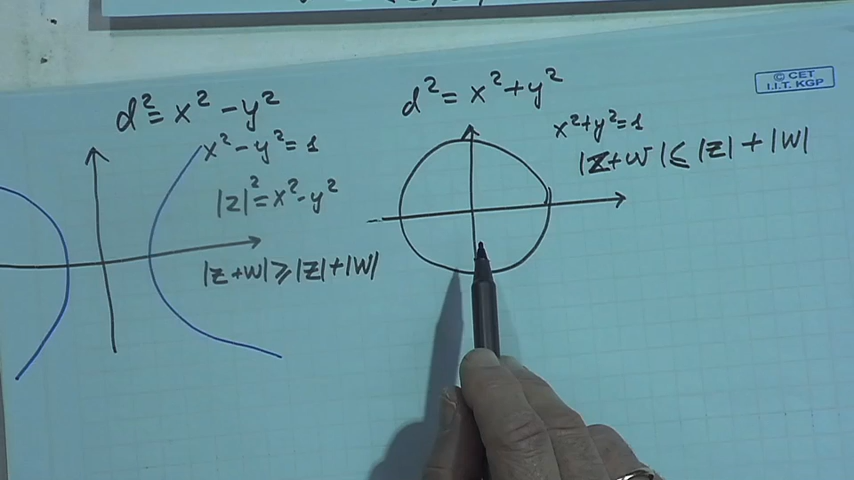 d² = x² - y²
x² - y² = 1
|z|² = x² - y²
|z + w| ⩾ |z| + |w|
d² = x² + y²
x² + y² = 1
|z + w| ≤ |z| + |w|
© CET
I.I.T. KGP